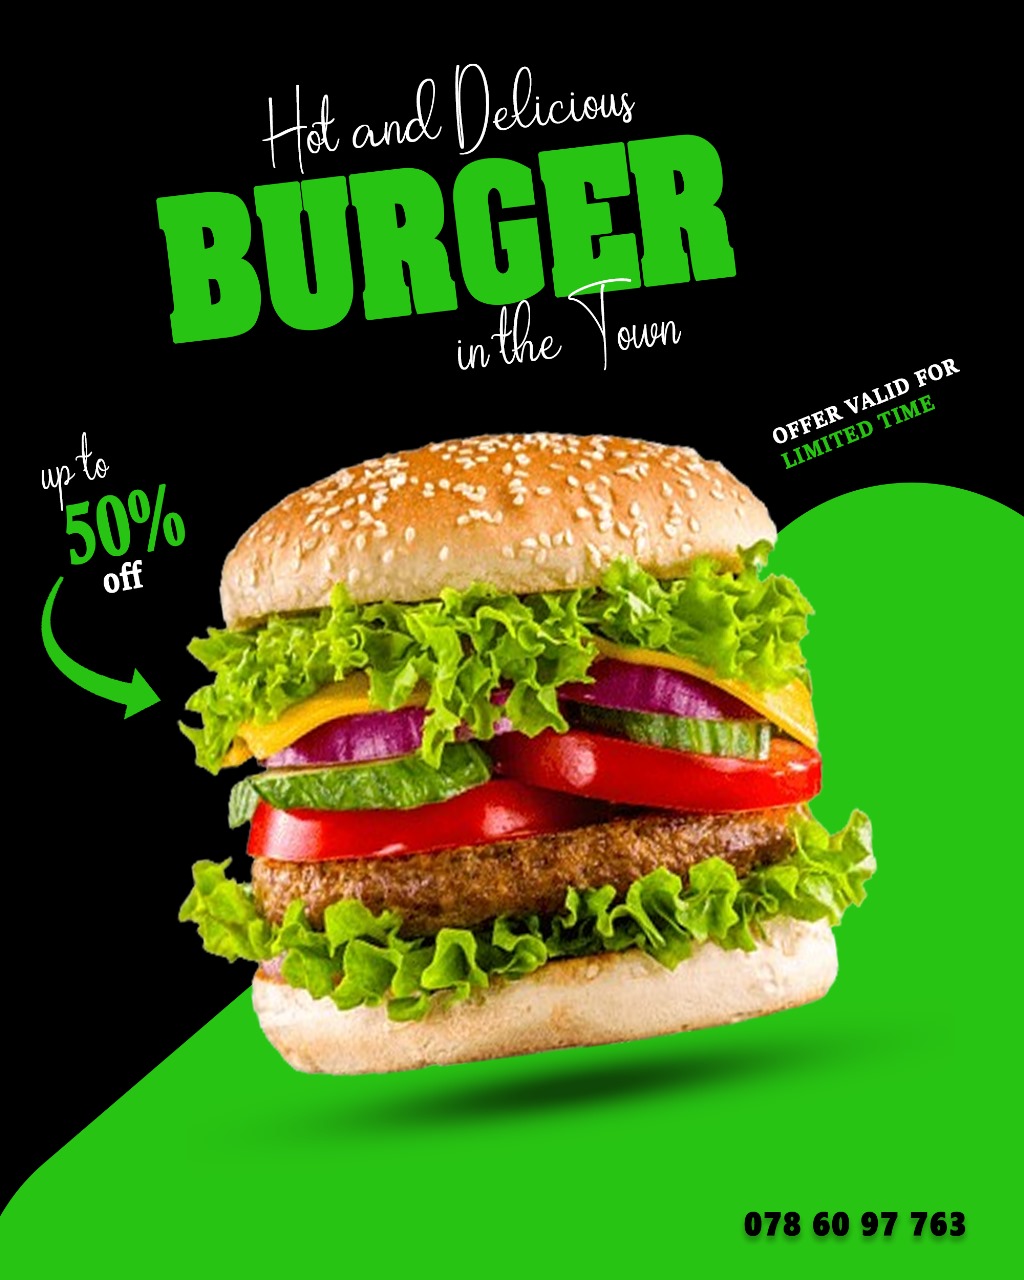 Hot and Delicious
BURGER
in the Town
OFFER VALID FOR
LIMITED TIME
up to
50%
off
078 60 97 763